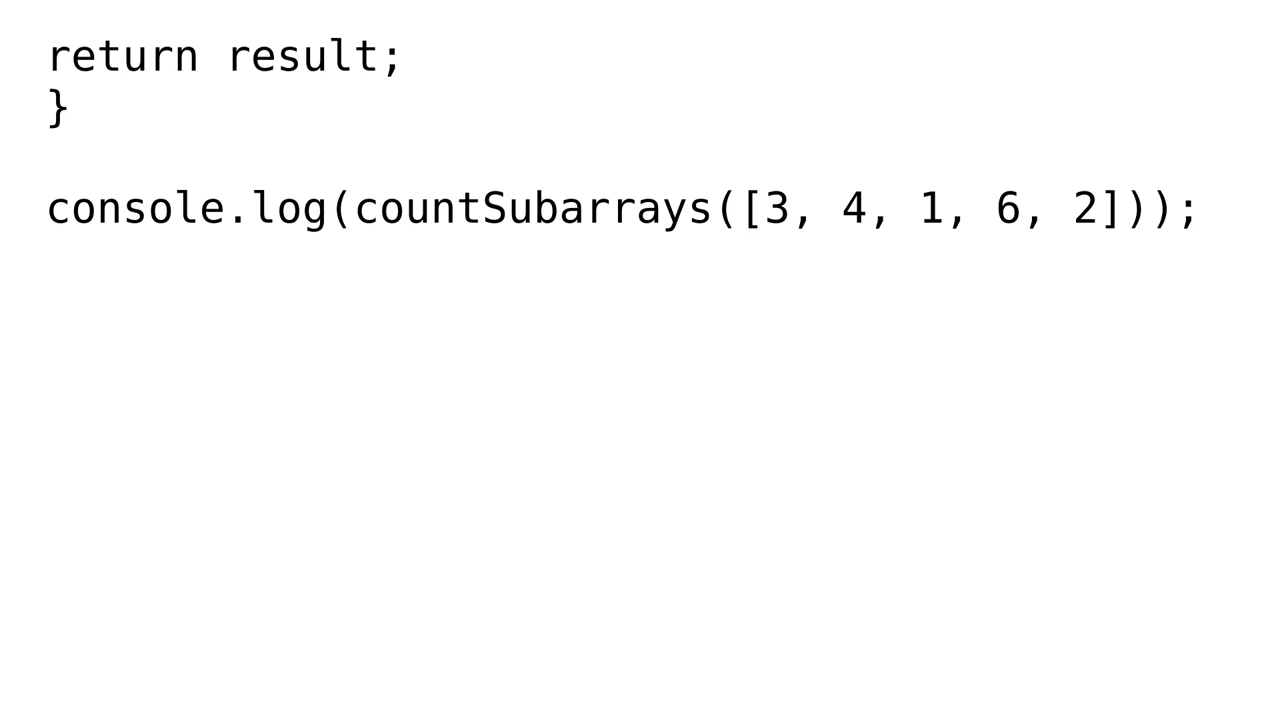 return result;
}
console.log(countSubarrays([3, 4, 1, 6, 2]));